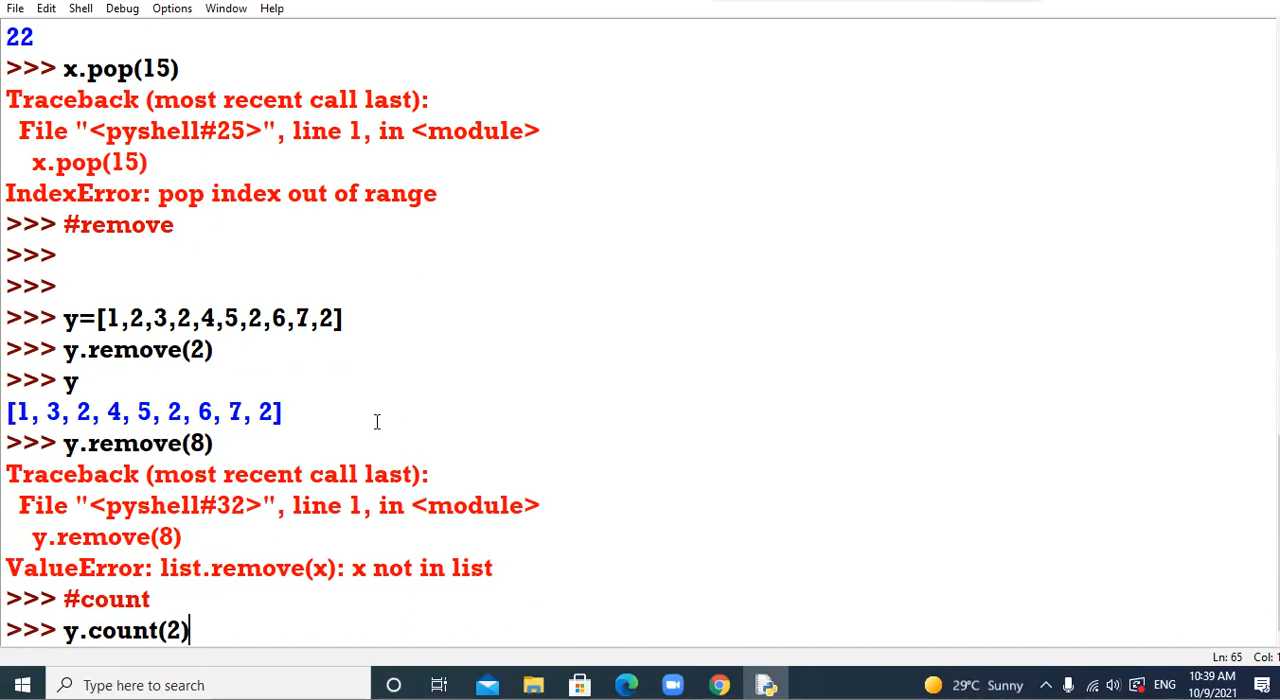 File Edit Shell Debug Options Window Help
22
>>> x.pop(15)
Traceback (most recent call last):
File "<pyshell#25>", line 1, in <module>
x.pop(15)
IndexError: pop index out of range
>>> #remove
>>>
>>>
>>> y=[1,2,3,2,4,5,2,6,7,2]
>>> y.remove(2)
>>> y
[1, 3, 2, 4, 5, 2, 6, 7, 2]
>>> y.remove(8)
Traceback (most recent call last):
File "<pyshell#32>", line 1, in <module>
y.remove(8)
ValueError: list.remove(x): x not in list
>>> #count
>>> y.count(2)
Ln: 65 Col: 1
Type here to search
29°C Sunny
ENG
10:39 AM
10/9/2021